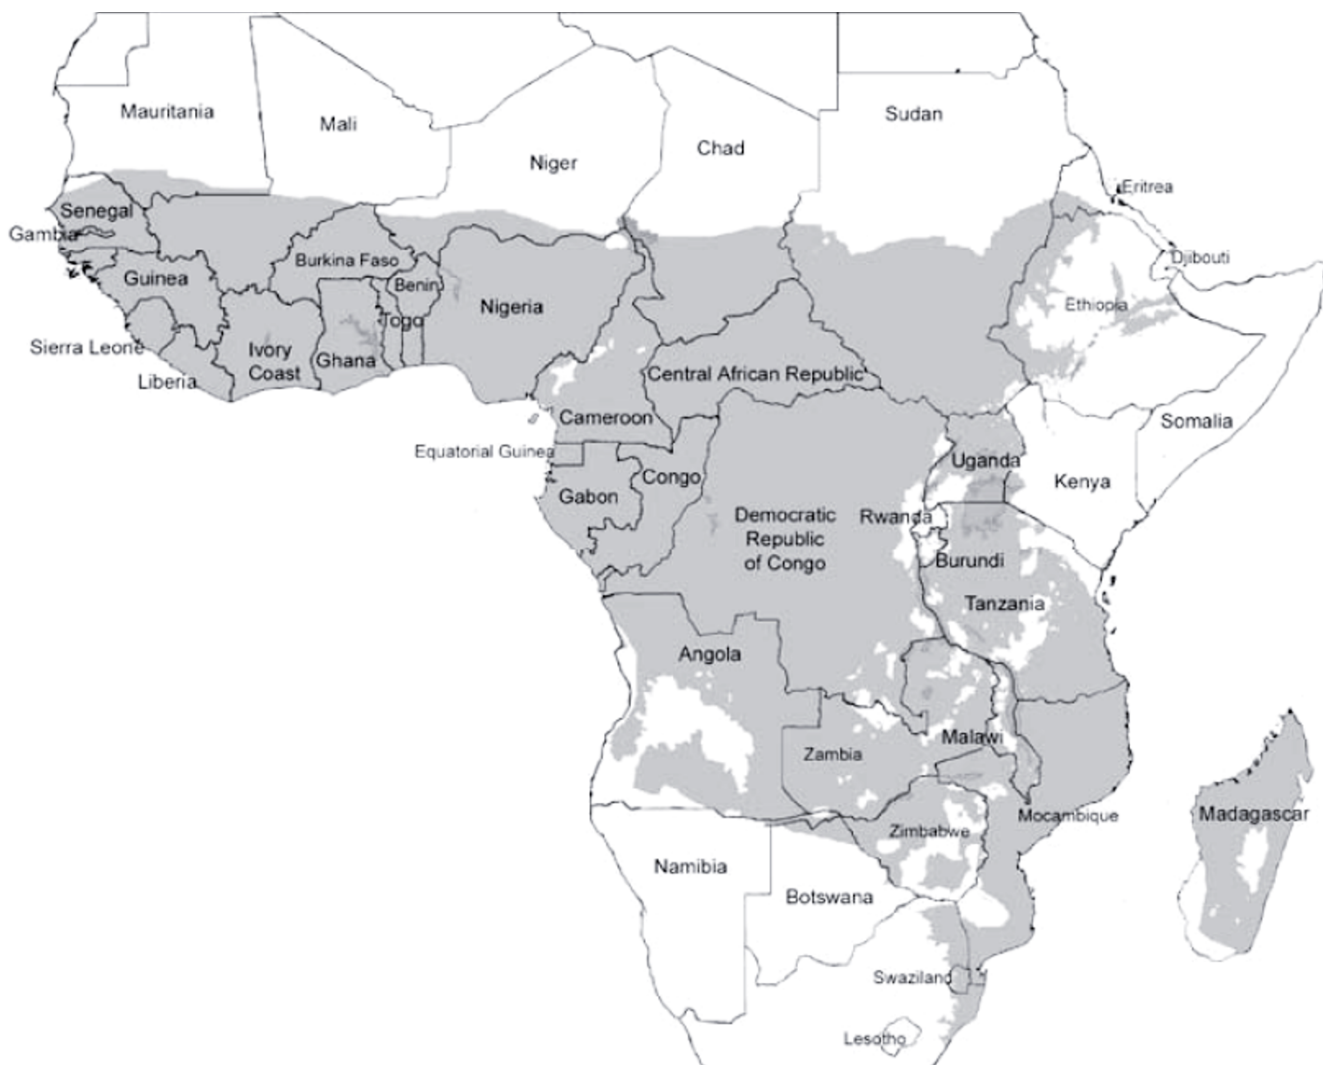 Mauritania
Mali
Niger
Chad
Sudan
Eritrea
Senegal
Gambia
Burkina Faso
Djibouti
Guinea
Benin
Nigeria
Ethiopia
Togo
Sierra Leone
Ivory
Coast
Ghana
Liberia
Central African Republic
Cameroon
Somalia
Equatorial Guinea
Uganda
Congo
Kenya
Gabon
Democratic
Republic
of Congo
Rwanda
Burundi
Tanzania
Angola
Malawi
Zambia
Mocambique
Madagascar
Zimbabwe
Namibia
Botswana
Swaziland
Lesotho